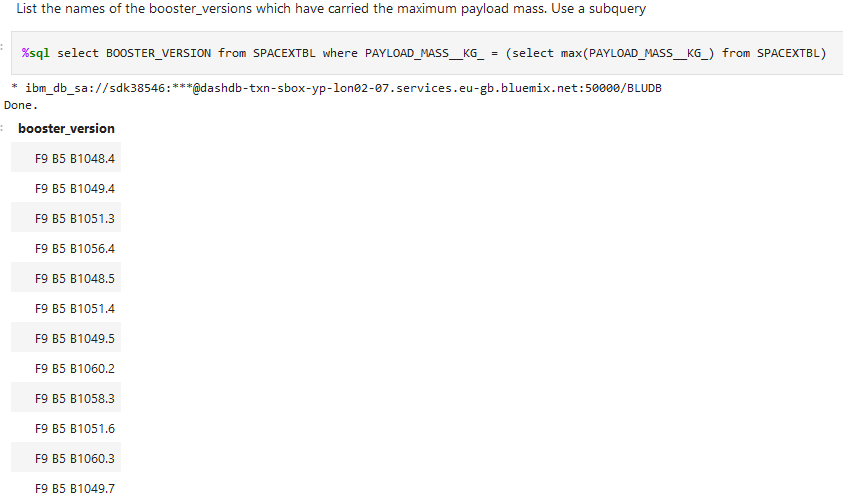 List the names of the booster_versions which have carried the maximum payload mass. Use a subquery
%sql select BOOSTER_VERSION from SPACEXTBL where PAYLOAD_MASS__KG_ = (select max(PAYLOAD_MASS__KG_) from SPACEXTBL)
* ibm_db_sa://sdk38546:***@dashdb-txn-sbox-yp-lon02-07.services.eu-gb.bluemix.net:50000/BLUDB
Done.
booster_version
F9 B5 B1048.4
F9 B5 B1049.4
F9 B5 B1051.3
F9 B5 B1056.4
F9 B5 B1048.5
F9 B5 B1051.4
F9 B5 B1049.5
F9 B5 B1060.2
F9 B5 B1058.3
F9 B5 B1051.6
F9 B5 B1060.3
F9 B5 B1049.7